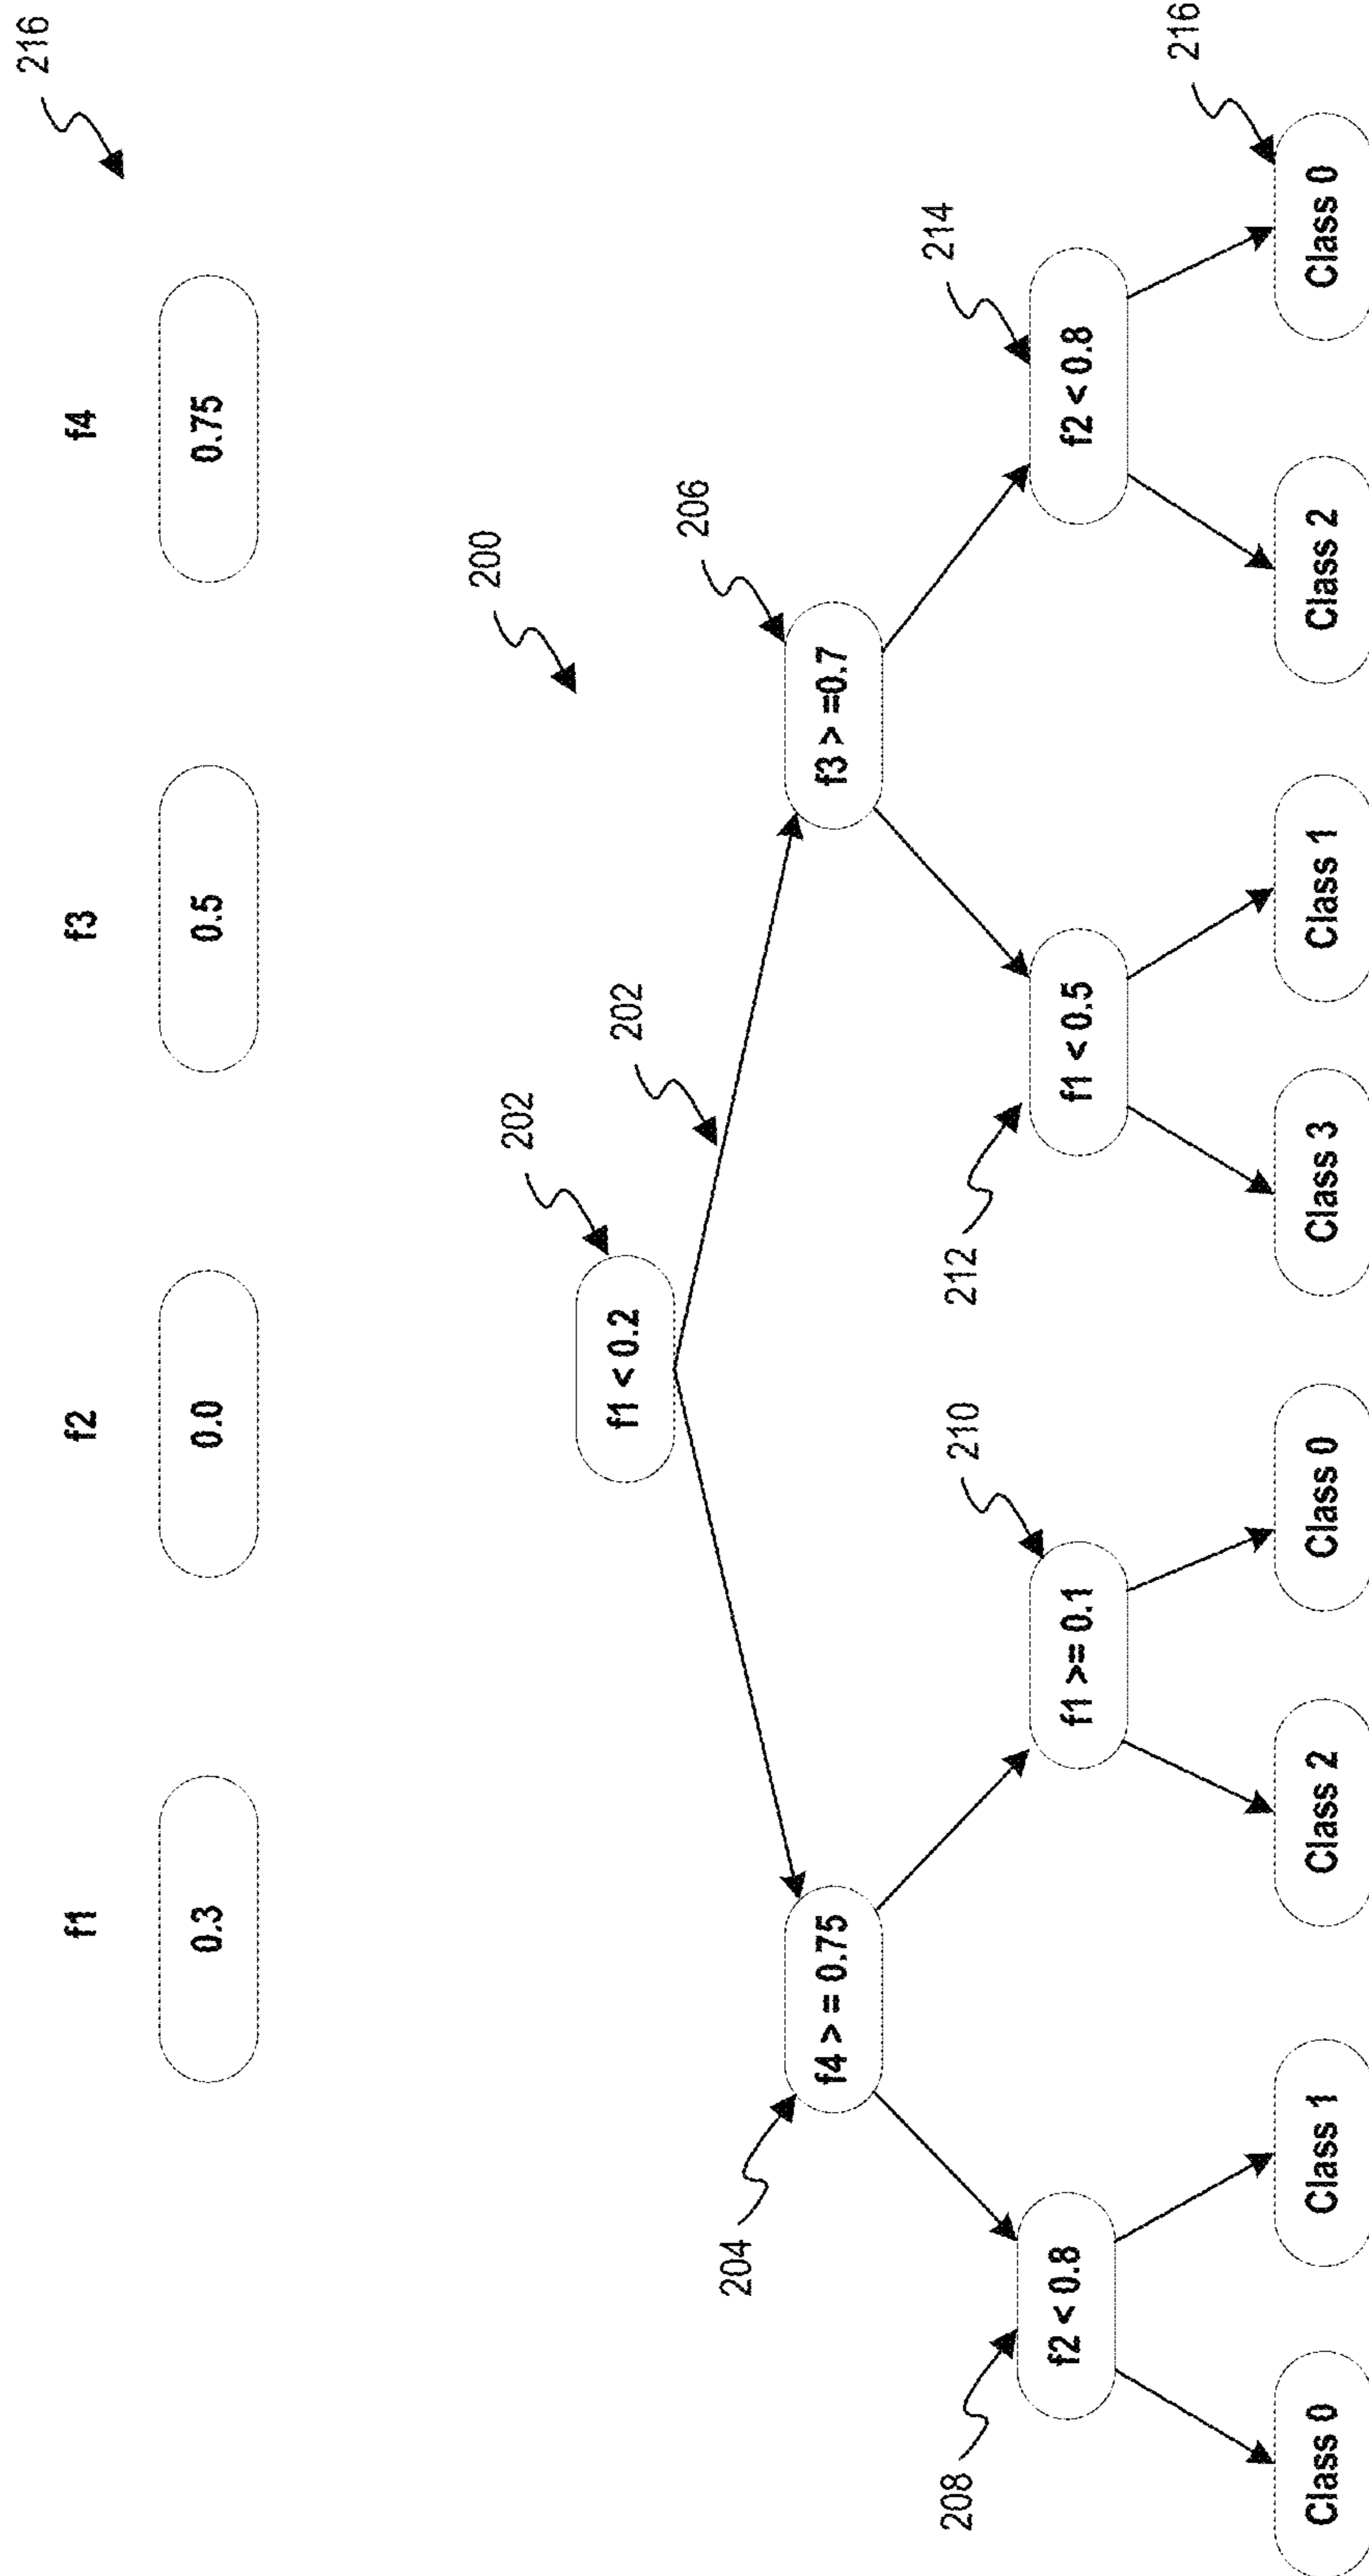 216
f1 f2 f3 f4
0.3 0.0 0.5 0.75
200
202
f1 < 0.2
202
204
206
f4 > = 0.75 f3 > =0.7
208
210
212
214
f2 < 0.8 f1 >= 0.1 f1 < 0.5 f2 < 0.8
216
Class 0 Class 1 Class 2 Class 0 Class 3 Class 1 Class 2 Class 0